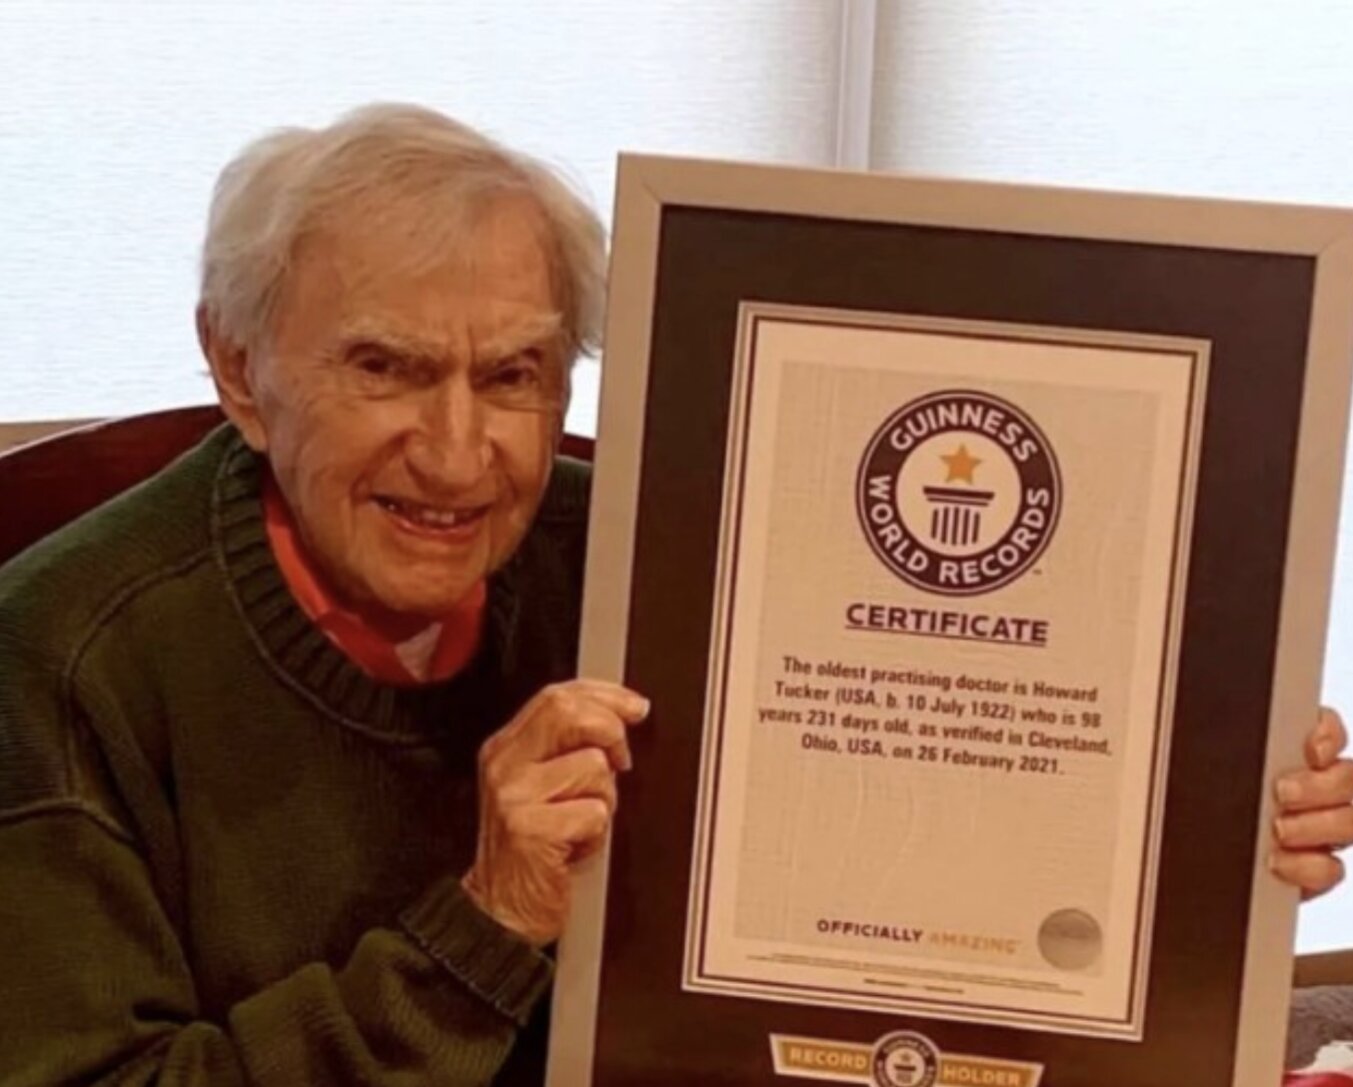 GUINNESS
WORLD RECORDS
CERTIFICATE
The oldest practising doctor is Howard
Tucker (USA, b. 10 July 1922) who is 98
years 231 days old, as verified in Cleveland,
Ohio, USA, on 26 February 2021.
OFFICIALLY AMAZING
RECORD HOLDER